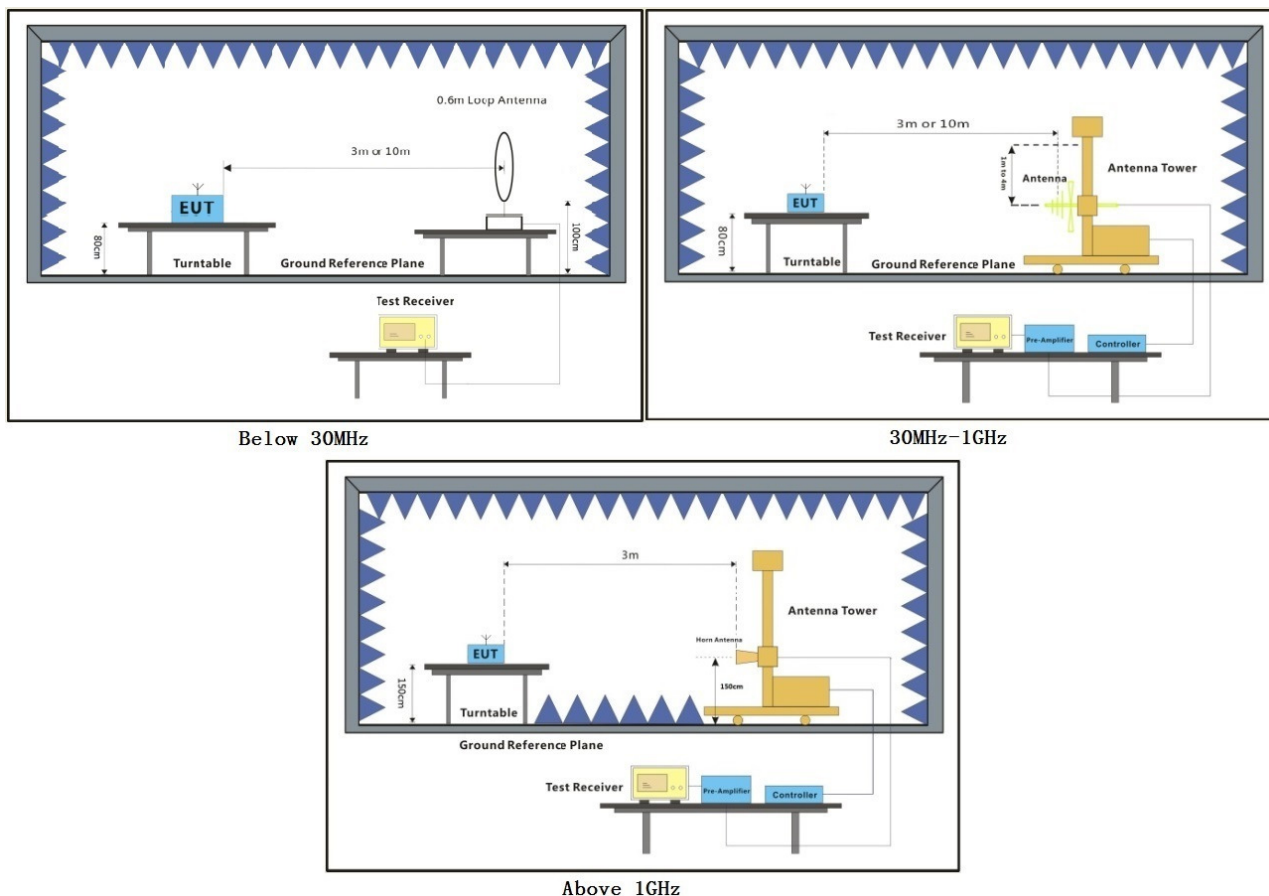 0.6m Loop Antenna
3m or 10m
EUT
80cm
100cm
Turntable
Ground Reference Plane
Test Receiver
Below 30MHz
3m or 10m
1m to 4m
Antenna
Antenna Tower
EUT
80cm
Turntable
Ground Reference Plane
Test Receiver
Pre-Amplifier
Controller
30MHz-1GHz
3m
Antenna Tower
Horn Antenna
EUT
150cm
150cm
Turntable
Ground Reference Plane
Test Receiver
Pre-Amplifier
Controller
Above 1GHz